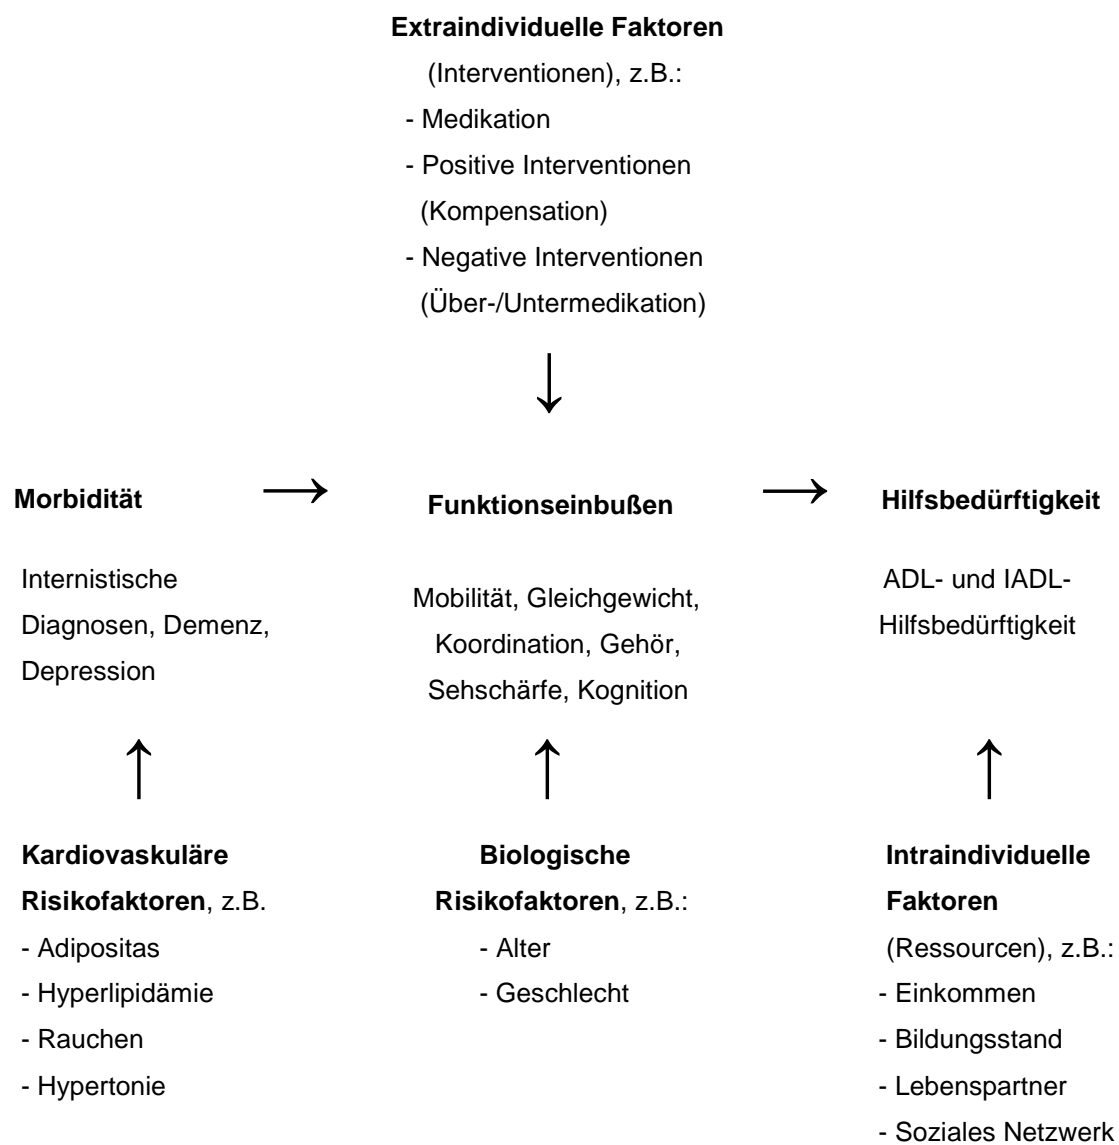 Extraindividuelle Faktoren
(Interventionen), z.B.:
- Medikation
- Positive Interventionen
(Kompensation)
- Negative Interventionen
(Über-/Untermedikation)
Morbidität
Internistische
Diagnosen, Demenz,
Depression
Funktionseinbußen
Mobilität, Gleichgewicht,
Koordination, Gehör,
Sehschärfe, Kognition
Hilfsbedürftigkeit
ADL- und IADL-
Hilfsbedürftigkeit
Kardiovaskuläre
Risikofaktoren, z.B.
- Adipositas
- Hyperlipidämie
- Rauchen
- Hypertonie
Biologische
Risikofaktoren, z.B.:
- Alter
- Geschlecht
Intraindividuelle
Faktoren
(Ressourcen), z.B.:
- Einkommen
- Bildungsstand
- Lebenspartner
- Soziales Netzwerk